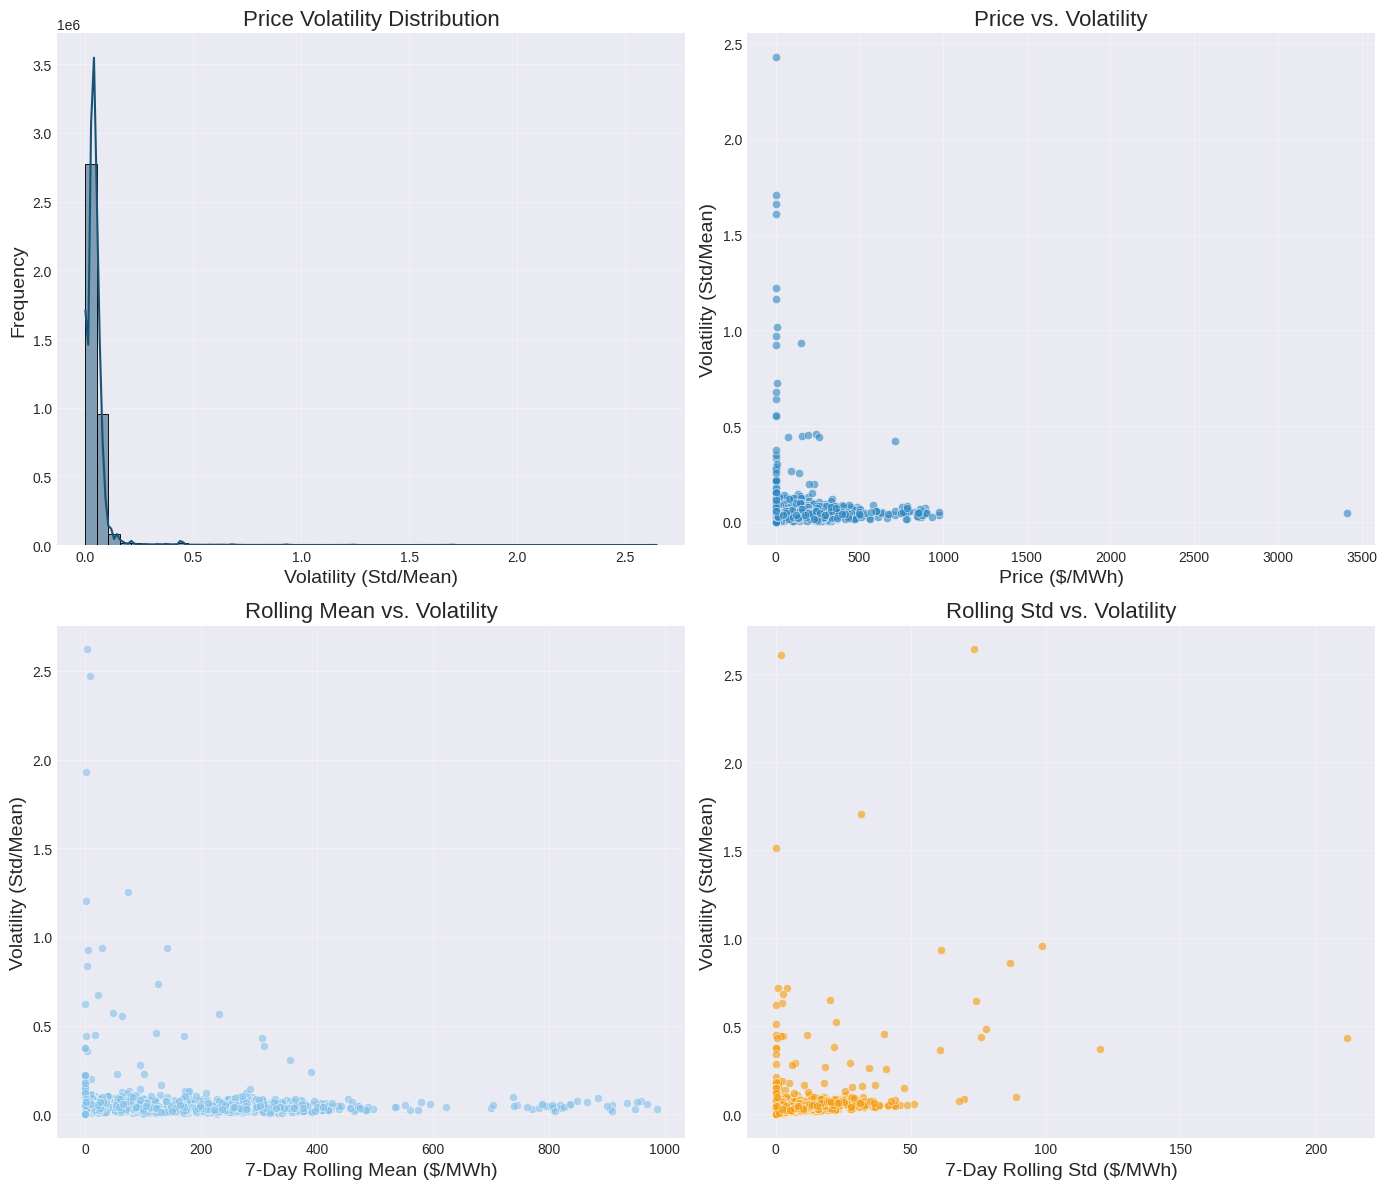 Price Volatility Distribution
1e6
3.5
3.0
2.5
2.0
1.5
1.0
0.5
0.0
Frequency
0.0 0.5 1.0 1.5 2.0 2.5
Volatility (Std/Mean)
Price vs. Volatility
2.5
2.0
1.5
1.0
0.5
0.0
Volatility (Std/Mean)
0 500 1000 1500 2000 2500 3000 3500
Price ($/MWh)
Rolling Mean vs. Volatility
2.5
2.0
1.5
1.0
0.5
0.0
Volatility (Std/Mean)
0 200 400 600 800 1000
7-Day Rolling Mean ($/MWh)
Rolling Std vs. Volatility
2.5
2.0
1.5
1.0
0.5
0.0
Volatility (Std/Mean)
0 50 100 150 200
7-Day Rolling Std ($/MWh)